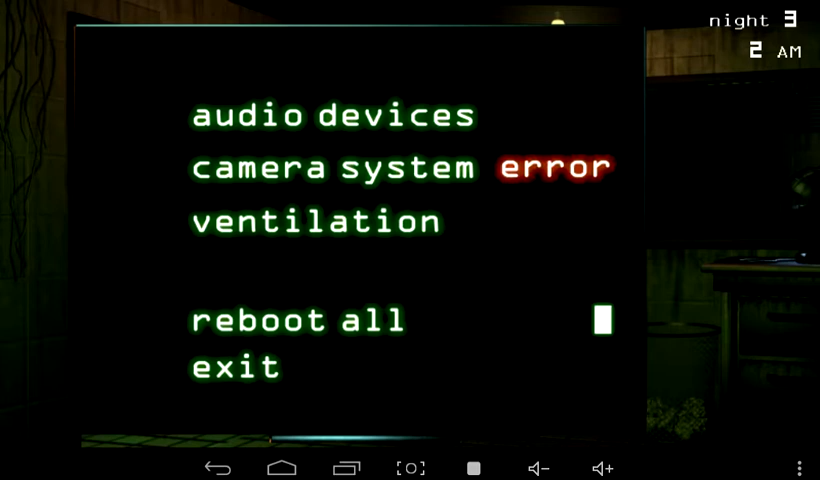 night 3
2 AM
audio devices
camera system error
ventilation
reboot all
exit